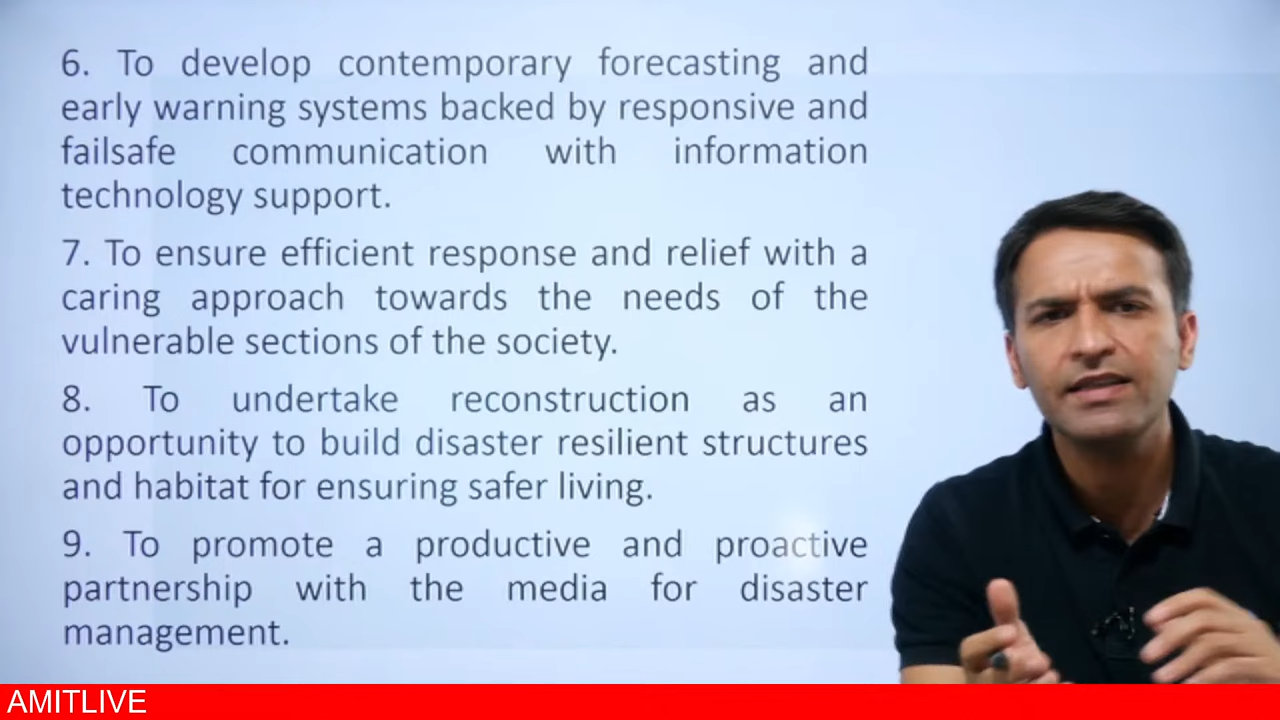 6. To develop contemporary forecasting and
early warning systems backed by responsive and
failsafe communication with information
technology support.
7. To ensure efficient response and relief with a
caring approach towards the needs of the
vulnerable sections of the society.
8. To undertake reconstruction as an
opportunity to build disaster resilient structures
and habitat for ensuring safer living.
9. To promote a productive and proactive
partnership with the media for disaster
management.
AMITLIVE